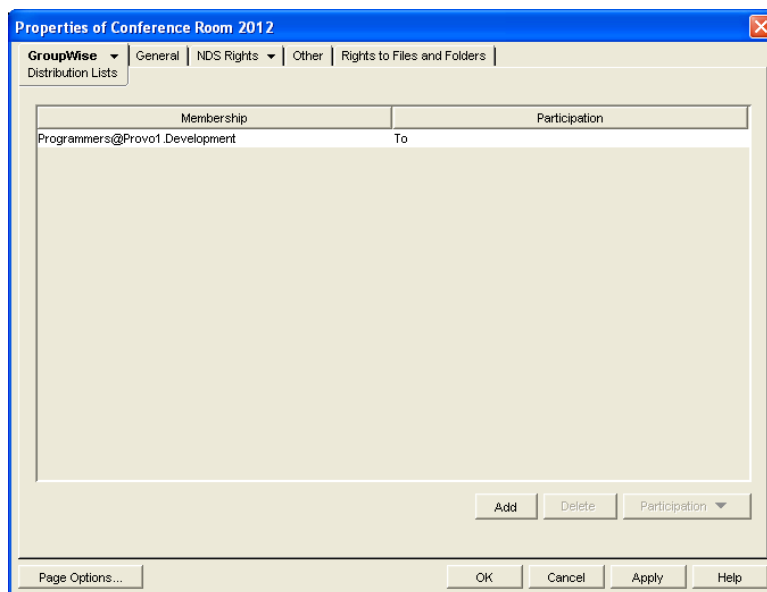 Properties of Conference Room 2012
GroupWise General NDS Rights Other Rights to Files and Folders
Distribution Lists
Membership Participation
Programmers@Provo1.Development To
Add Delete Participation
Page Options... OK Cancel Apply Help